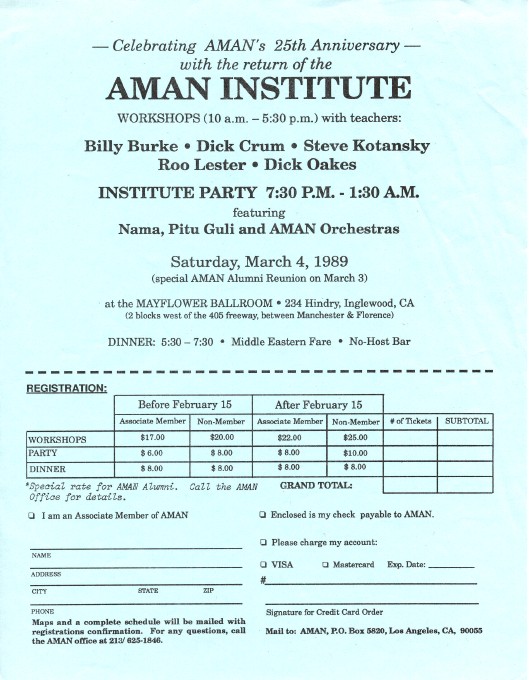 — Celebrating AMAN's 25th Anniversary —
with the return of the
AMAN INSTITUTE
WORKSHOPS (10 a.m. – 5:30 p.m.) with teachers:
Billy Burke • Dick Crum • Steve Kotansky
Roo Lester • Dick Oakes
INSTITUTE PARTY 7:30 P.M. - 1:30 A.M.
featuring
Nama, Pitu Guli and AMAN Orchestras
Saturday, March 4, 1989
(special AMAN Alumni Reunion on March 3)
at the MAYFLOWER BALLROOM • 234 Hindry, Inglewood, CA
(2 blocks west of the 405 freeway, between Manchester & Florence)
DINNER: 5:30 – 7:30 • Middle Eastern Fare • No-Host Bar
REGISTRATION:
Before February 15 After February 15
Associate Member Non-Member Associate Member Non-Member # of Tickets SUBTOTAL
WORKSHOPS $17.00 $20.00 $22.00 $25.00
PARTY $ 6.00 $ 8.00 $ 8.00 $10.00
DINNER $ 8.00 $ 8.00 $ 8.00 $ 8.00
*Special rate for AMAN Alumni. Call the AMAN GRAND TOTAL:
Office for details.
❏ I am an Associate Member of AMAN
NAME
ADDRESS
CITY STATE ZIP
PHONE
Maps and a complete schedule will be mailed with
registrations confirmation. For any questions, call
the AMAN office at 213/ 625-1846.
❏ Enclosed is my check payable to AMAN.
❏ Please charge my account:
❏ VISA ❏ Mastercard Exp. Date: __________
#
Signature for Credit Card Order
Mail to: AMAN, P.O. Box 5820, Los Angeles, CA, 90055